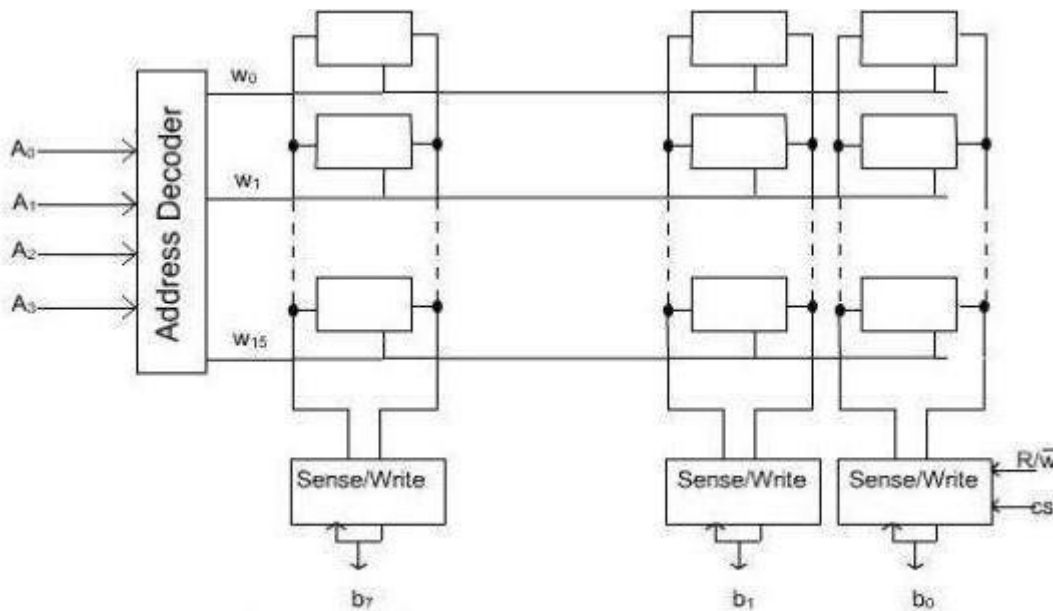 w₀
A₀
A₁
w₁
A₂
A₃
Address Decoder
w₁₅
Sense/Write
Sense/Write
Sense/Write
R/w̅
cs
b₇
b₁
b₀